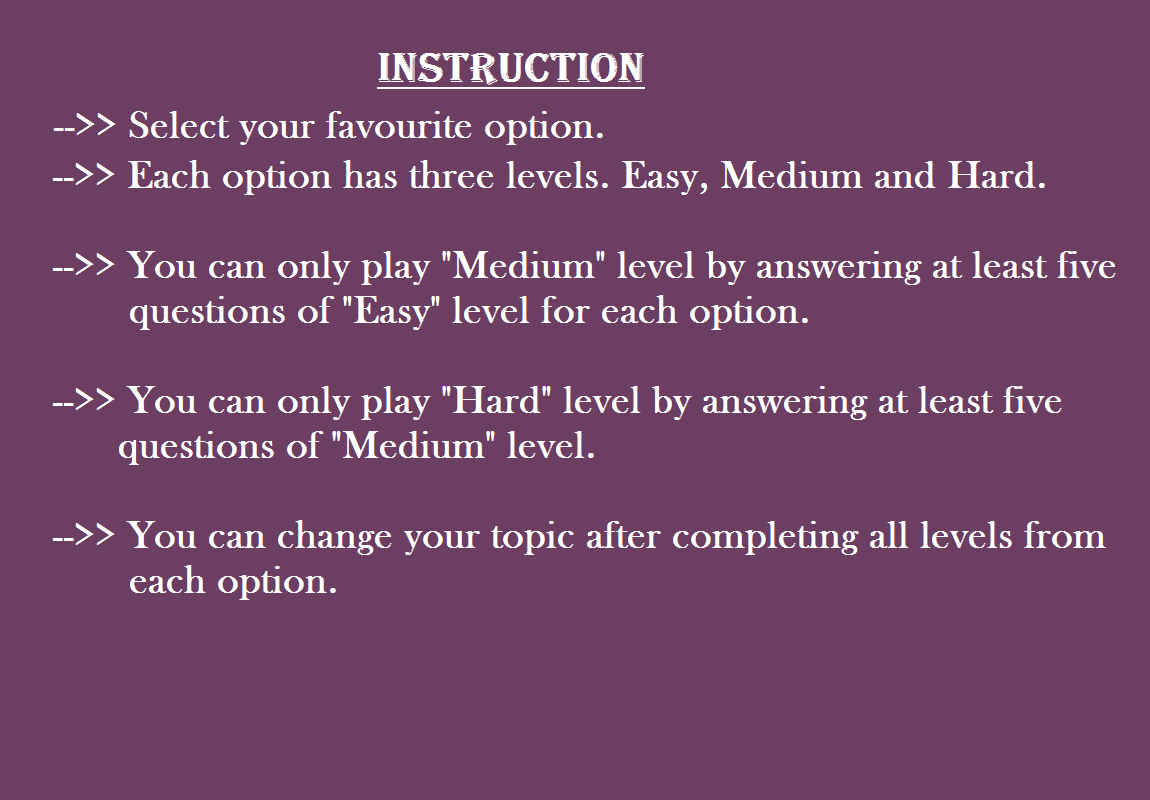 INSTRUCTION
-->> Select your favourite option.
-->> Each option has three levels. Easy, Medium and Hard.
-->> You can only play "Medium" level by answering at least five
questions of "Easy" level for each option.
-->> You can only play "Hard" level by answering at least five
questions of "Medium" level.
-->> You can change your topic after completing all levels from
each option.